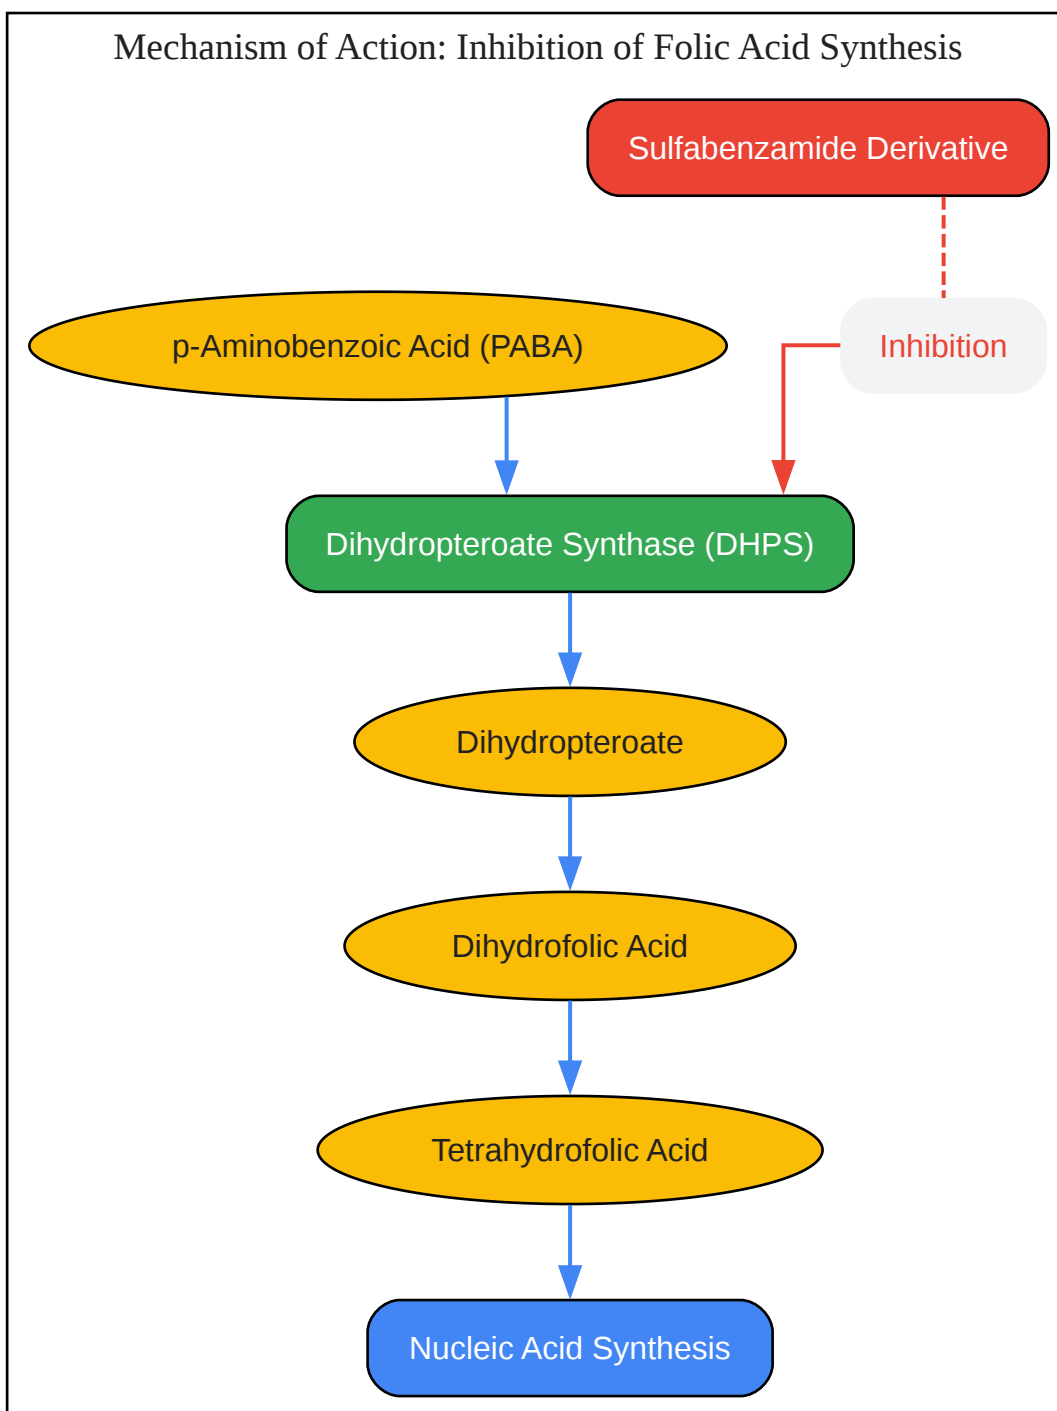 Mechanism of Action: Inhibition of Folic Acid Synthesis
Sulfabenzamide Derivative
p-Aminobenzoic Acid (PABA)
Inhibition
Dihydropteroate Synthase (DHPS)
Dihydropteroate
Dihydrofolic Acid
Tetrahydrofolic Acid
Nucleic Acid Synthesis